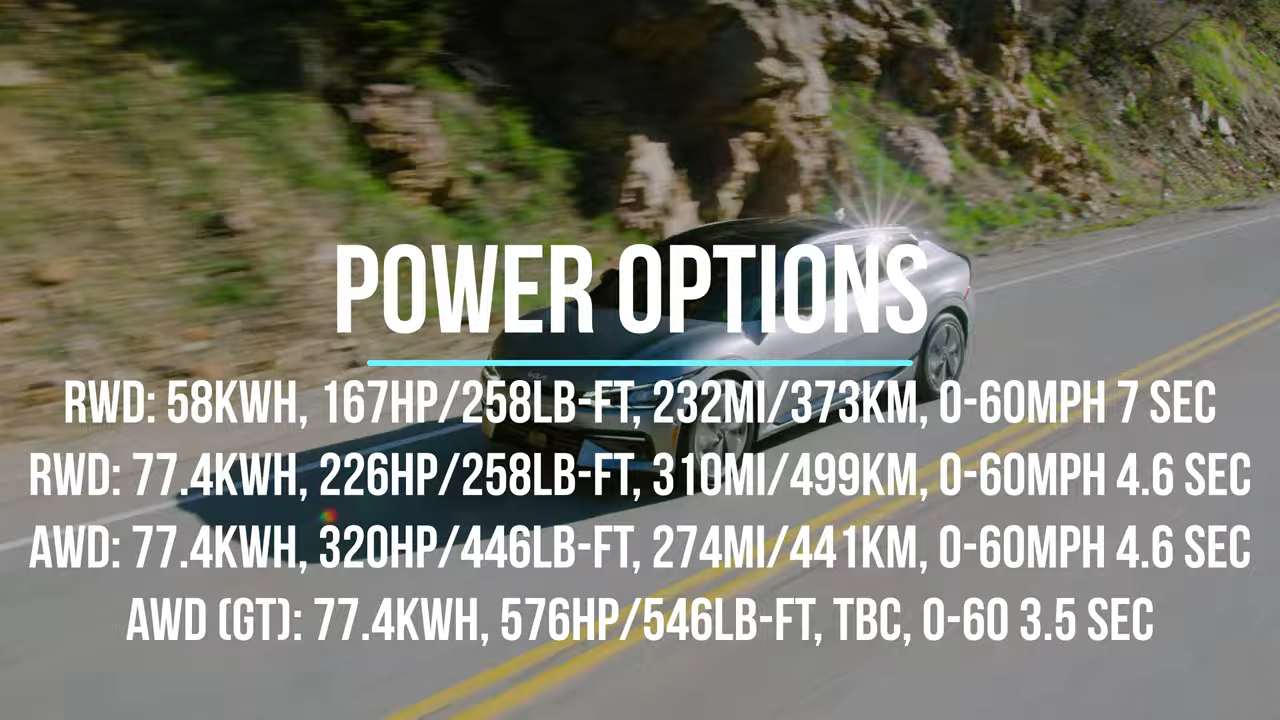 POWER OPTIONS
RWD: 58KWH, 167HP/258LB-FT, 232MI/373KM, 0-60MPH 7 SEC
RWD: 77.4KWH, 226HP/258LB-FT, 310MI/499KM, 0-60MPH 4.6 SEC
AWD: 77.4KWH, 320HP/446LB-FT, 274MI/441KM, 0-60MPH 4.6 SEC
AWD (GT): 77.4KWH, 576HP/546LB-FT, TBC, 0-60 3.5 SEC